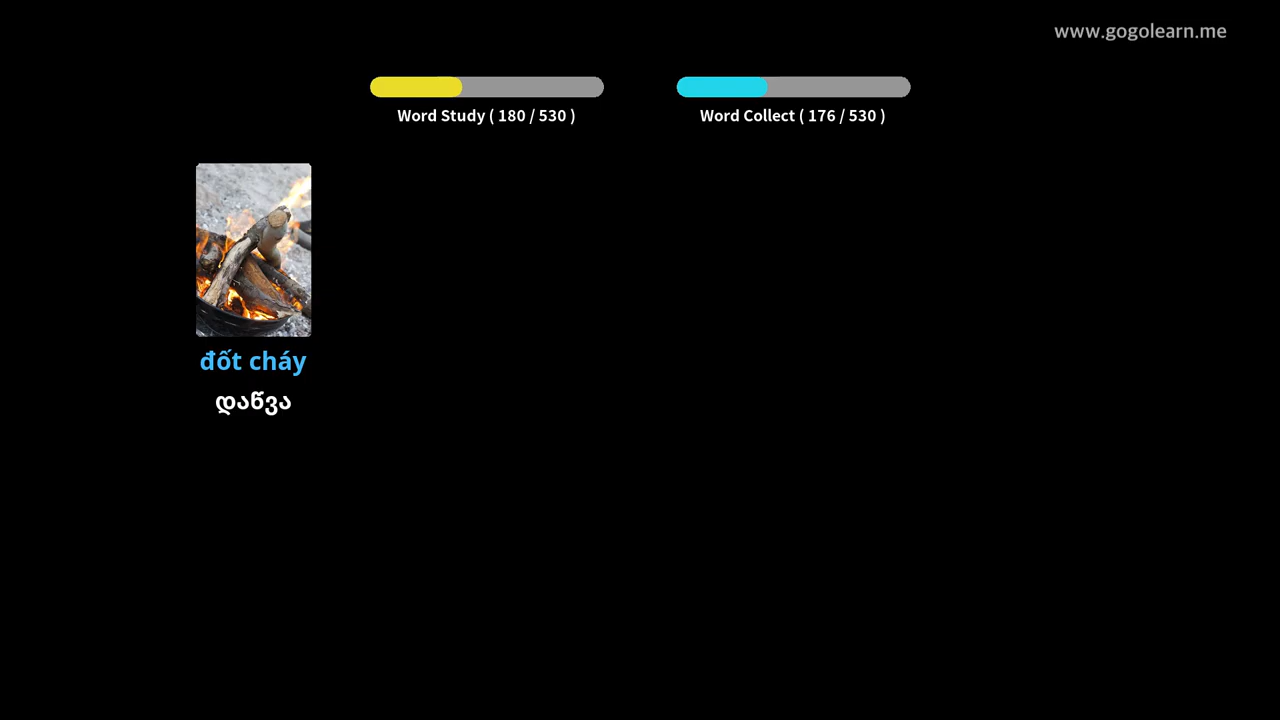 www.gogolearn.me
Word Study ( 180 / 530 )
Word Collect ( 176 / 530 )
đốt cháy
დაწვა